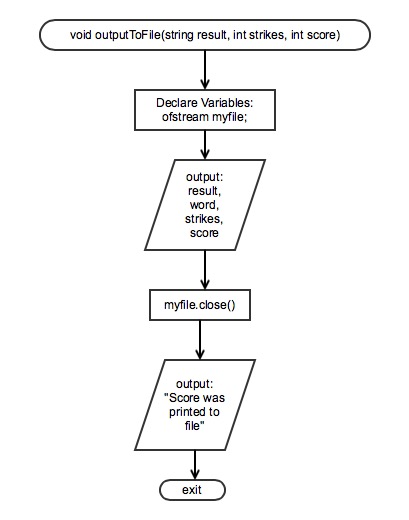 void outputToFile(string result, int strikes, int score)
Declare Variables:
ofstream myfile;
output:
result,
word,
strikes,
score
myfile.close()
output:
"Score was
printed to
file"
exit